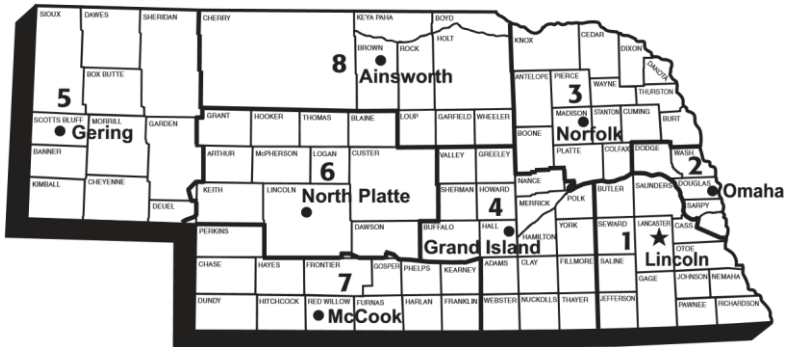 SIOUX DAWES SHERIDAN CHERRY KEYA PAHA BOYD
HOLT
KNOX CEDAR DIXON DAKOTA
BROWN ROCK
8 Ainsworth
BOX BUTTE
ANTELOPE PIERCE WAYNE THURSTON
5
3
SCOTTS BLUFF MORRILL GARDEN
Gering
GRANT HOOKER THOMAS BLAINE LOUP GARFIELD WHEELER
MADISON STANTON CUMING BURT
Norfolk
BOONE PLATTE COLFAX DODGE WASH
BANNER
ARTHUR McPHERSON LOGAN CUSTER VALLEY GREELEY
6
2
KIMBALL CHEYENNE DEUEL
KEITH LINCOLN
North Platte
SHERMAN HOWARD NANCE MERRICK POLK BUTLER SAUNDERS DOUGLAS
Omaha
SARPY
4
DAWSON BUFFALO HALL HAMILTON YORK SEWARD LANCASTER CASS
Grand Island
1
Lincoln
OTOE
PERKINS
CHASE HAYES FRONTIER GOSPER PHELPS KEARNEY ADAMS CLAY FILLMORE SALINE
GAGE JOHNSON NEMAHA
7
DUNDY HITCHCOCK RED WILLOW FURNAS HARLAN FRANKLIN WEBSTER NUCKOLLS THAYER JEFFERSON
PAWNEE RICHARDSON
McCook